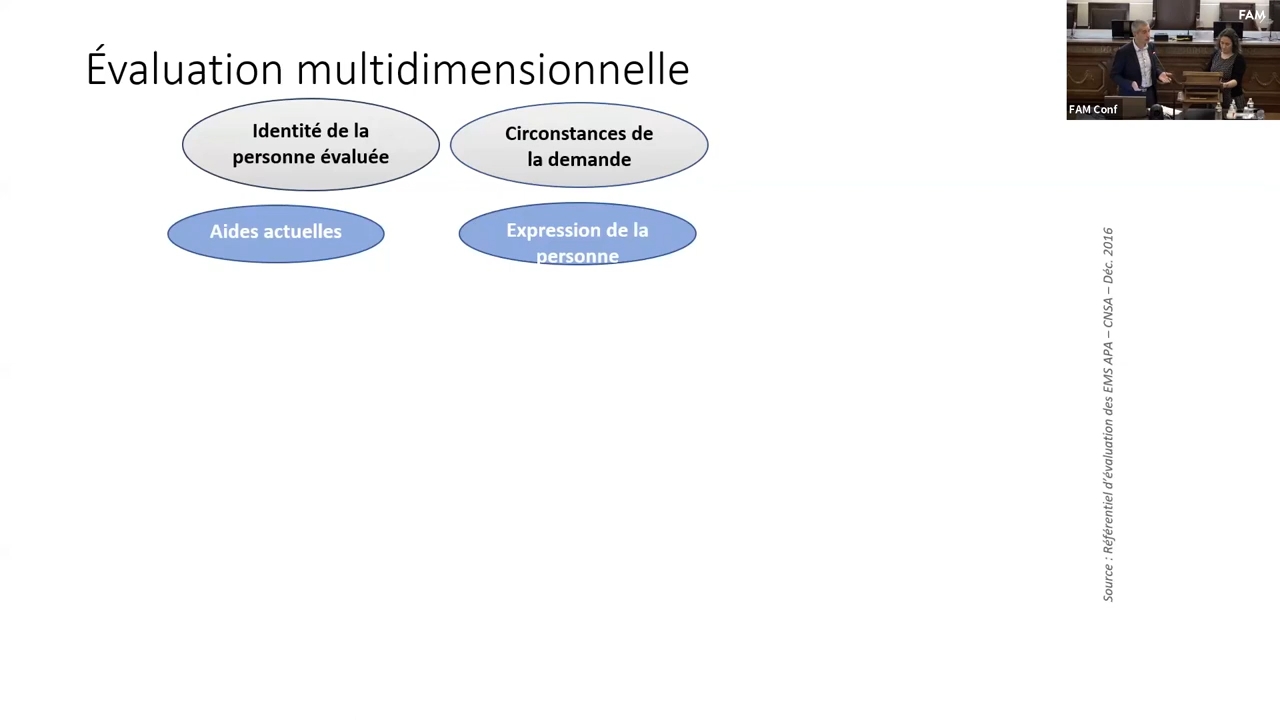 Évaluation multidimensionnelle
FAM
FAM Conf
Identité de la
personne évaluée
Circonstances de
la demande
Aides actuelles
Expression de la
personne
Source : Référentiel d'évaluation des EMS APA – CNSA – Déc. 2016